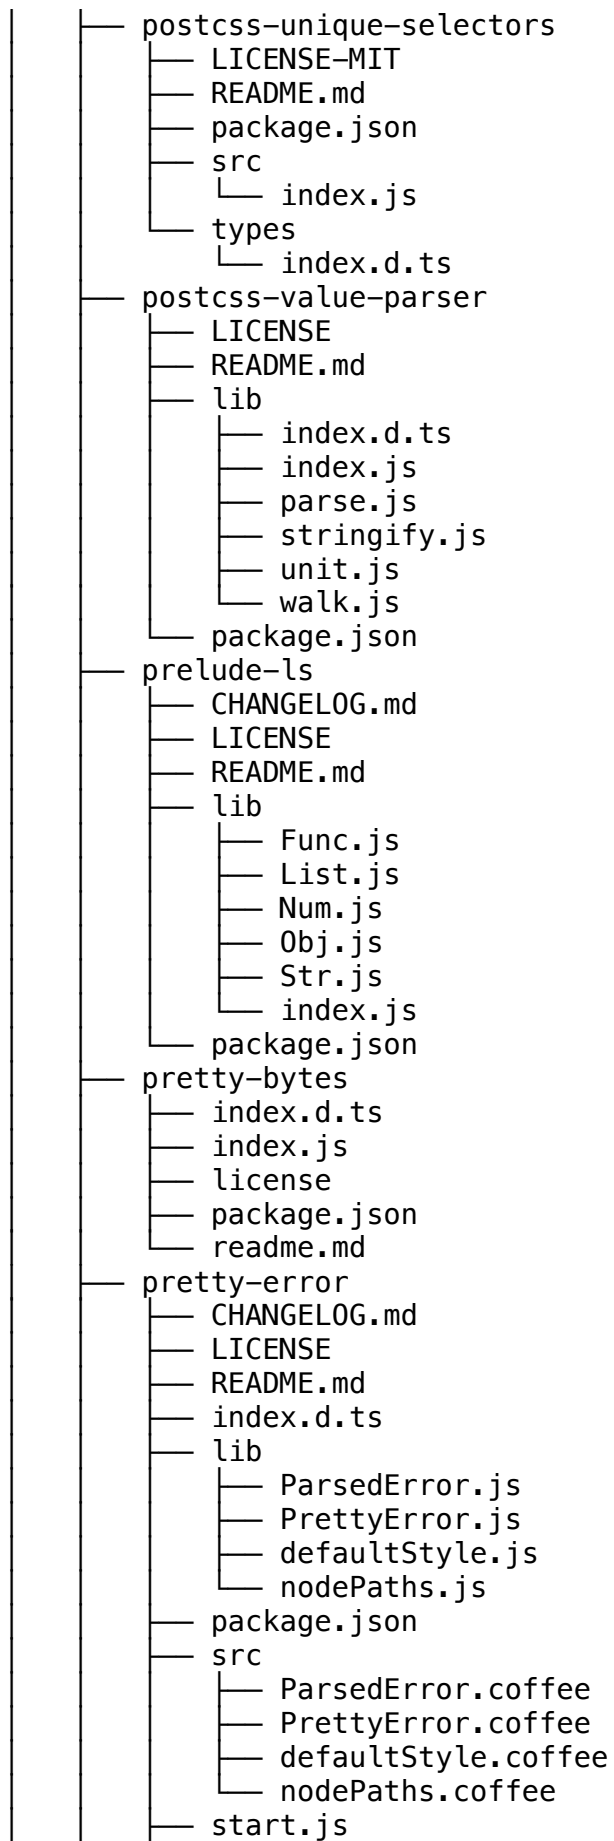 │   ├── postcss-unique-selectors
│   │   ├── LICENSE-MIT
│   │   ├── README.md
│   │   ├── package.json
│   │   ├── src
│   │   │   └── index.js
│   │   └── types
│   │       └── index.d.ts
│   ├── postcss-value-parser
│   │   ├── LICENSE
│   │   ├── README.md
│   │   ├── lib
│   │   │   ├── index.d.ts
│   │   │   ├── index.js
│   │   │   ├── parse.js
│   │   │   ├── stringify.js
│   │   │   ├── unit.js
│   │   │   └── walk.js
│   │   └── package.json
│   ├── prelude-ls
│   │   ├── CHANGELOG.md
│   │   ├── LICENSE
│   │   ├── README.md
│   │   ├── lib
│   │   │   ├── Func.js
│   │   │   ├── List.js
│   │   │   ├── Num.js
│   │   │   ├── Obj.js
│   │   │   ├── Str.js
│   │   │   └── index.js
│   │   └── package.json
│   ├── pretty-bytes
│   │   ├── index.d.ts
│   │   ├── index.js
│   │   ├── license
│   │   ├── package.json
│   │   └── readme.md
│   ├── pretty-error
│   │   ├── CHANGELOG.md
│   │   ├── LICENSE
│   │   ├── README.md
│   │   ├── index.d.ts
│   │   ├── lib
│   │   │   ├── ParsedError.js
│   │   │   ├── PrettyError.js
│   │   │   ├── defaultStyle.js
│   │   │   └── nodePaths.js
│   │   ├── package.json
│   │   ├── src
│   │   │   ├── ParsedError.coffee
│   │   │   ├── PrettyError.coffee
│   │   │   ├── defaultStyle.coffee
│   │   │   └── nodePaths.coffee
│   │   ├── start.js